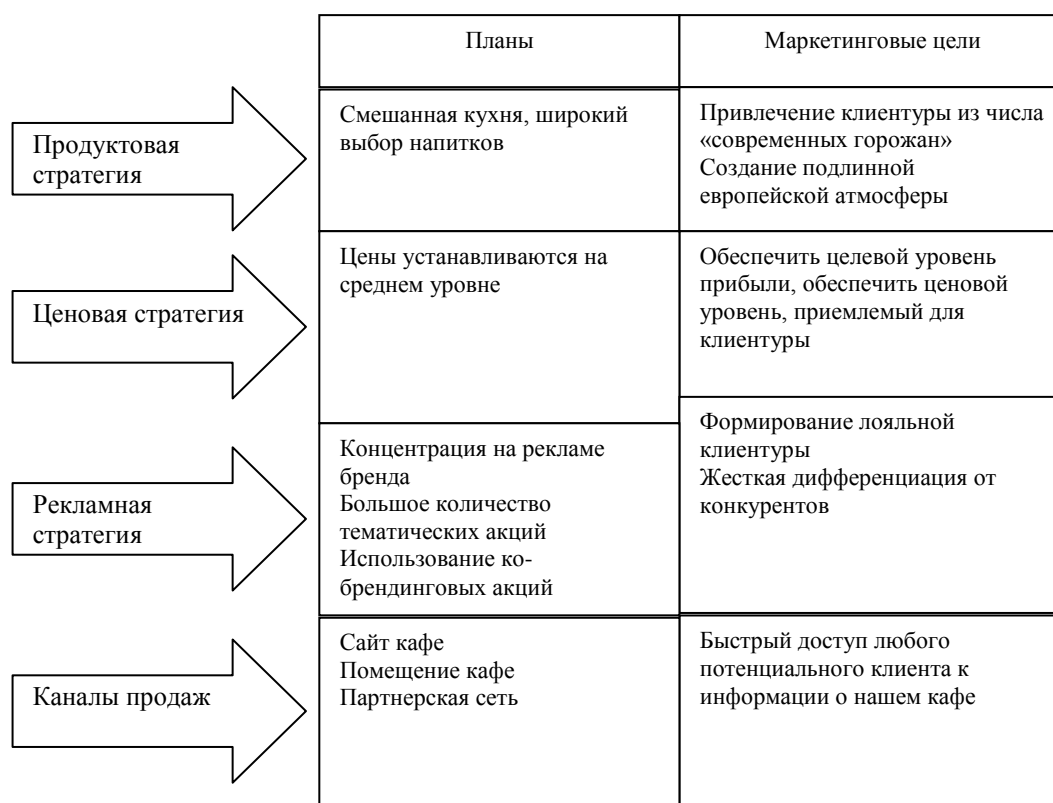 Планы
Маркетинговые цели
Продуктовая
стратегия
Смешанная кухня, широкий
выбор напитков
Привлечение клиентуры из числа
«современных горожан»
Создание подлинной
европейской атмосферы
Ценовая стратегия
Цены устанавливаются на
среднем уровне
Обеспечить целевой уровень
прибыли, обеспечить ценовой
уровень, приемлемый для
клиентуры
Рекламная
стратегия
Концентрация на рекламе
бренда
Большое количество
тематических акций
Использование ко-
брендинговых акций
Формирование лояльной
клиентуры
Жесткая дифференциация от
конкурентов
Каналы продаж
Сайт кафе
Помещение кафе
Партнерская сеть
Быстрый доступ любого
потенциального клиента к
информации о нашем кафе